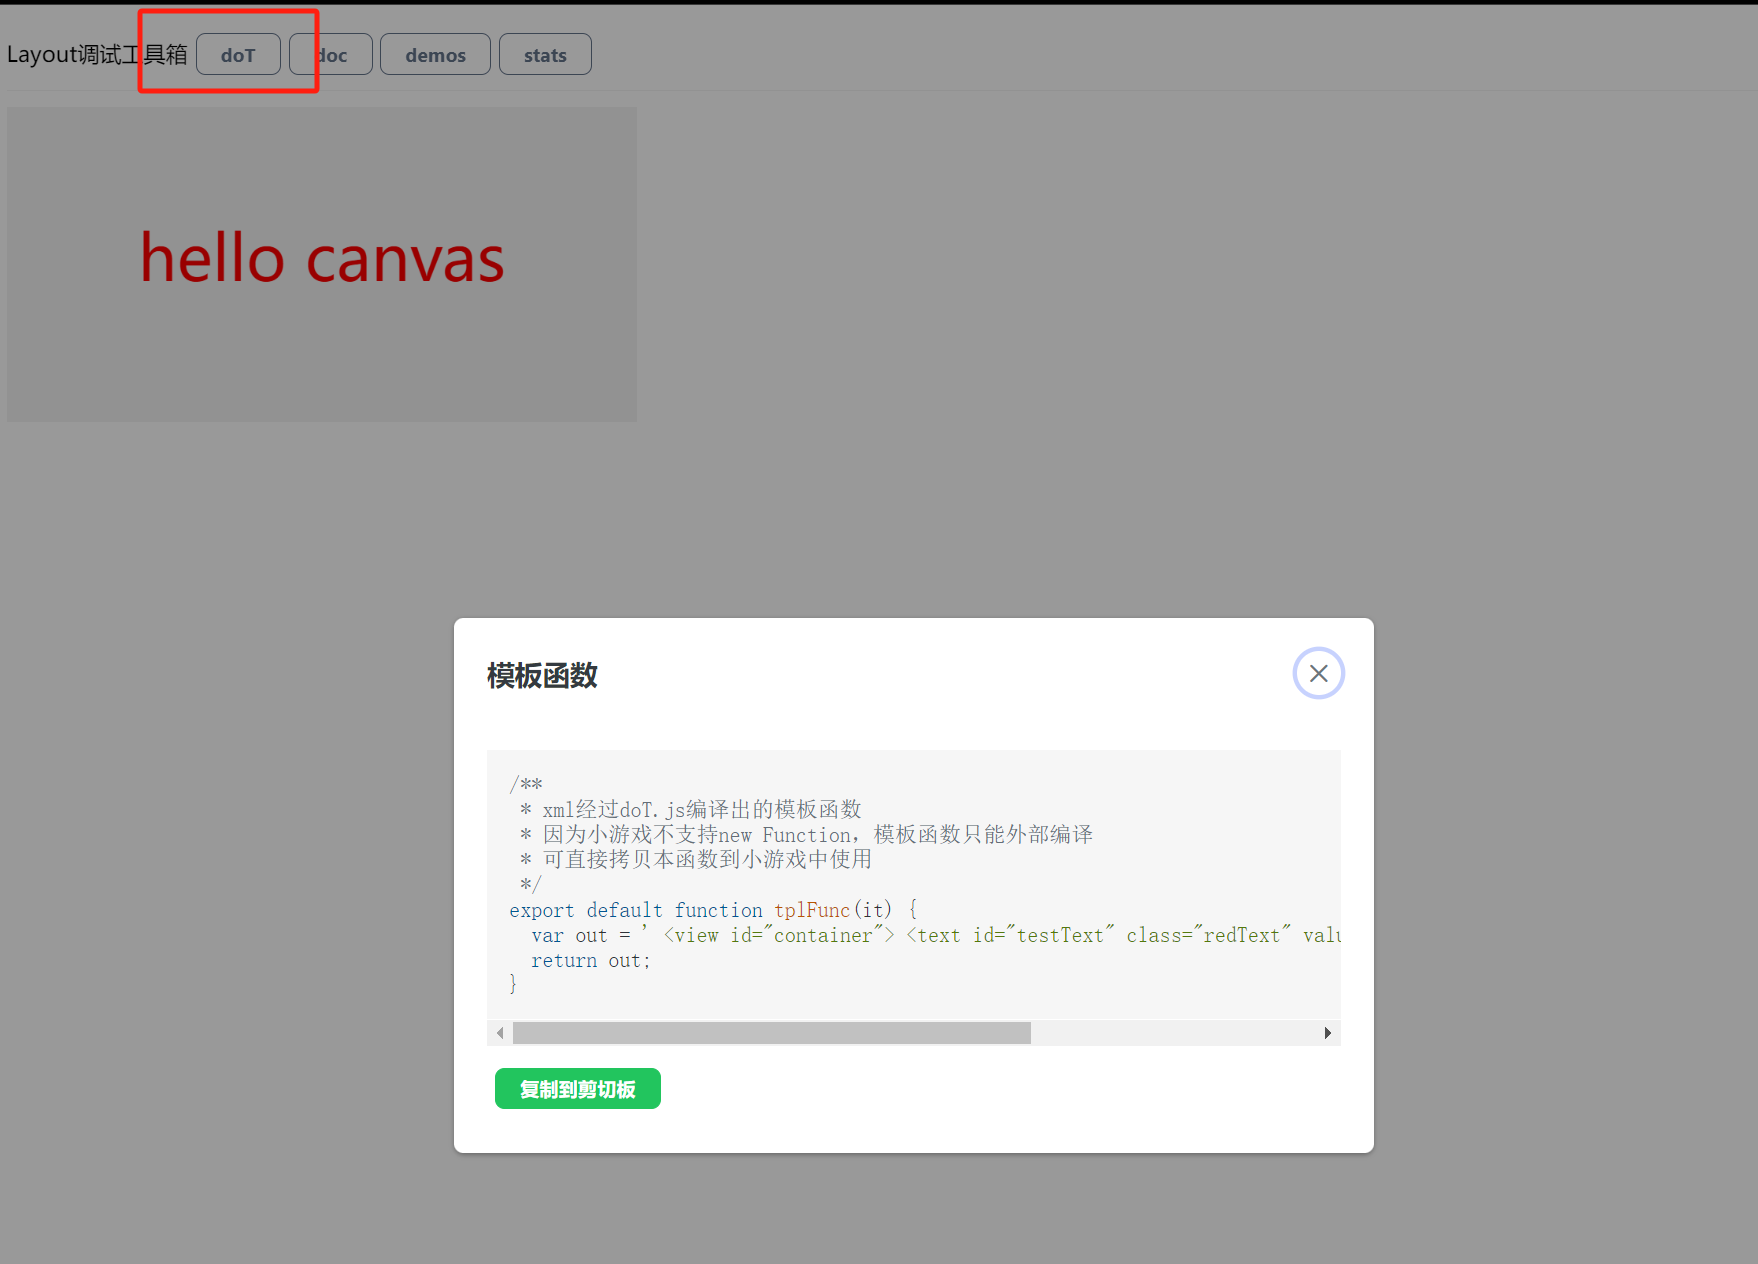 Layout调试工具箱 doT doc demos stats
hello canvas
模板函数
/**
* xml经过doT.js编译出的模板函数
* 因为小游戏不支持new Function，模板函数只能外部编译
* 可直接拷贝本函数到小游戏中使用
*/
export default function tplFunc(it) {
var out = ' <view id="container"> <text id="testText" class="redText" valu
return out;
}
复制到剪切板